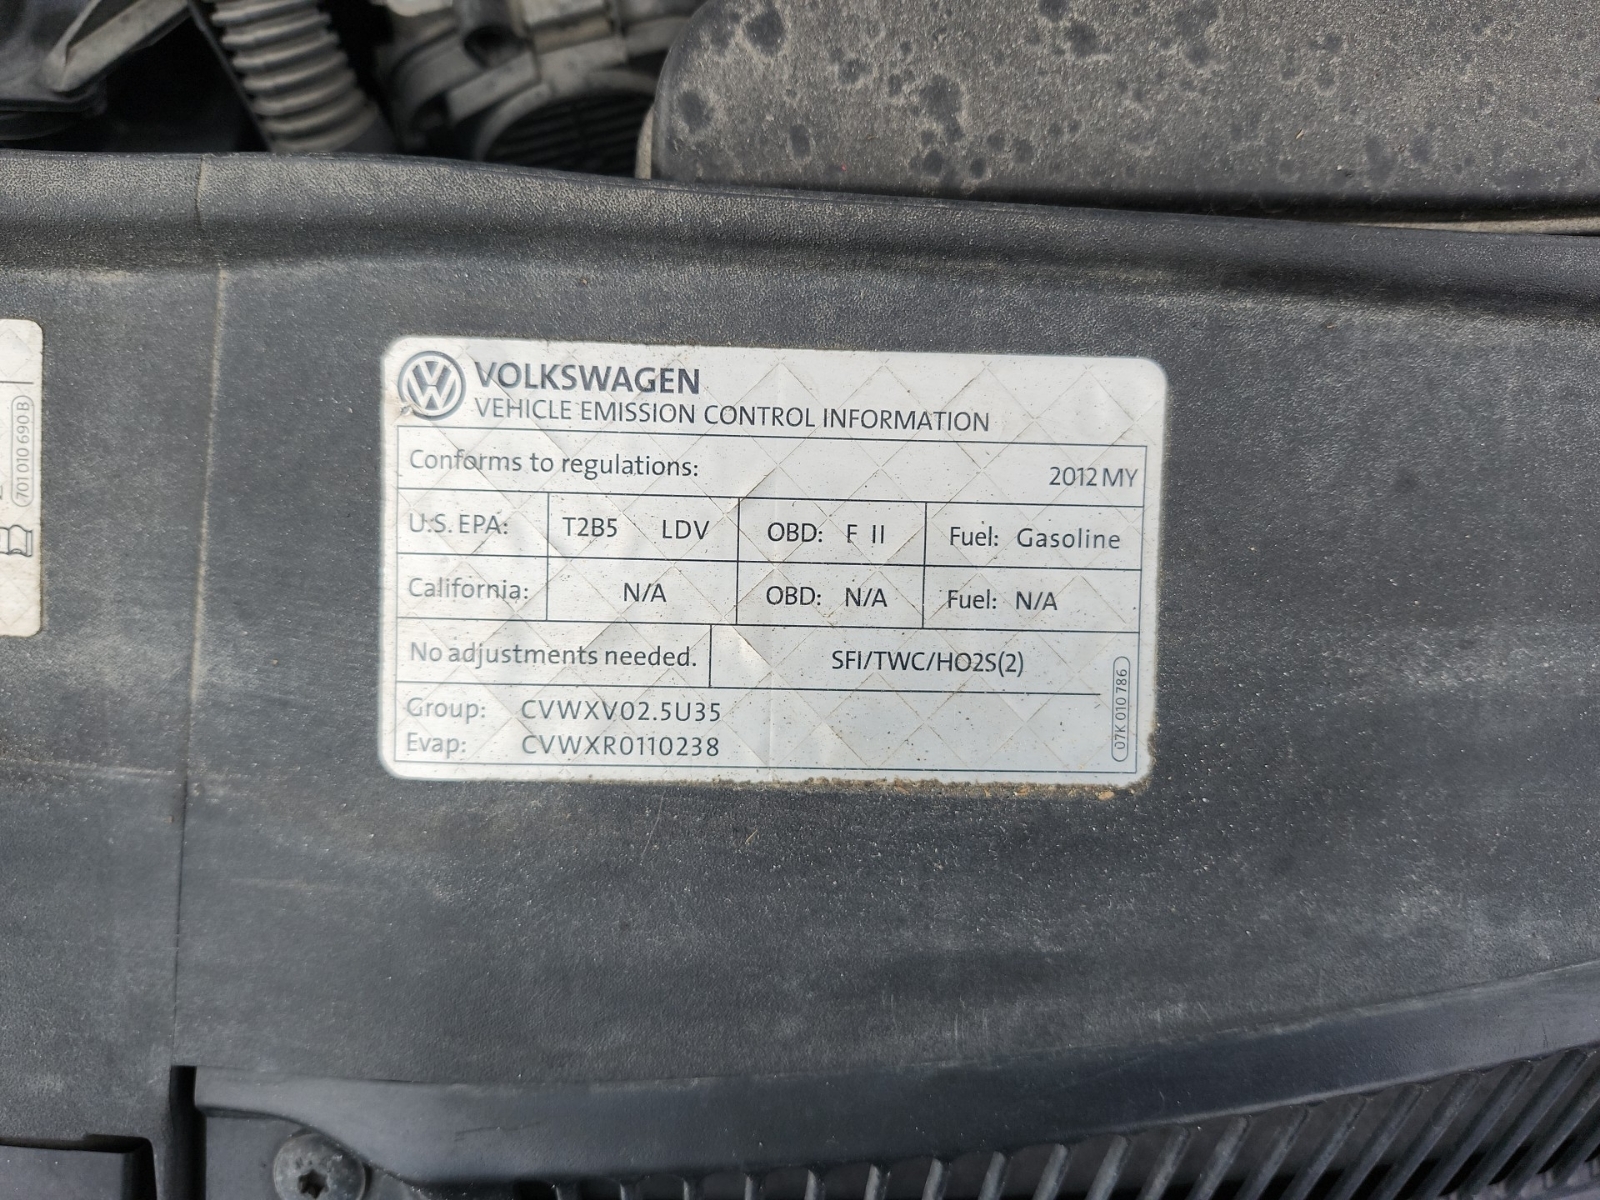 VOLKSWAGEN
VEHICLE EMISSION CONTROL INFORMATION
Conforms to regulations: 2012 MY
U.S. EPA: T2B5 LDV OBD: F II Fuel: Gasoline
California: N/A OBD: N/A Fuel: N/A
No adjustments needed. SFI/TWC/HO2S(2)
Group: CVWXV02.5U35
Evap: CVWXR0110238
07K 010 786
701 010 690 B